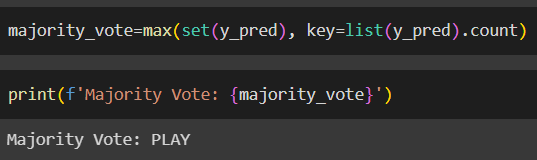 majority_vote=max(set(y_pred), key=list(y_pred).count)
print(f'Majority Vote: {majority_vote}')
Majority Vote: PLAY